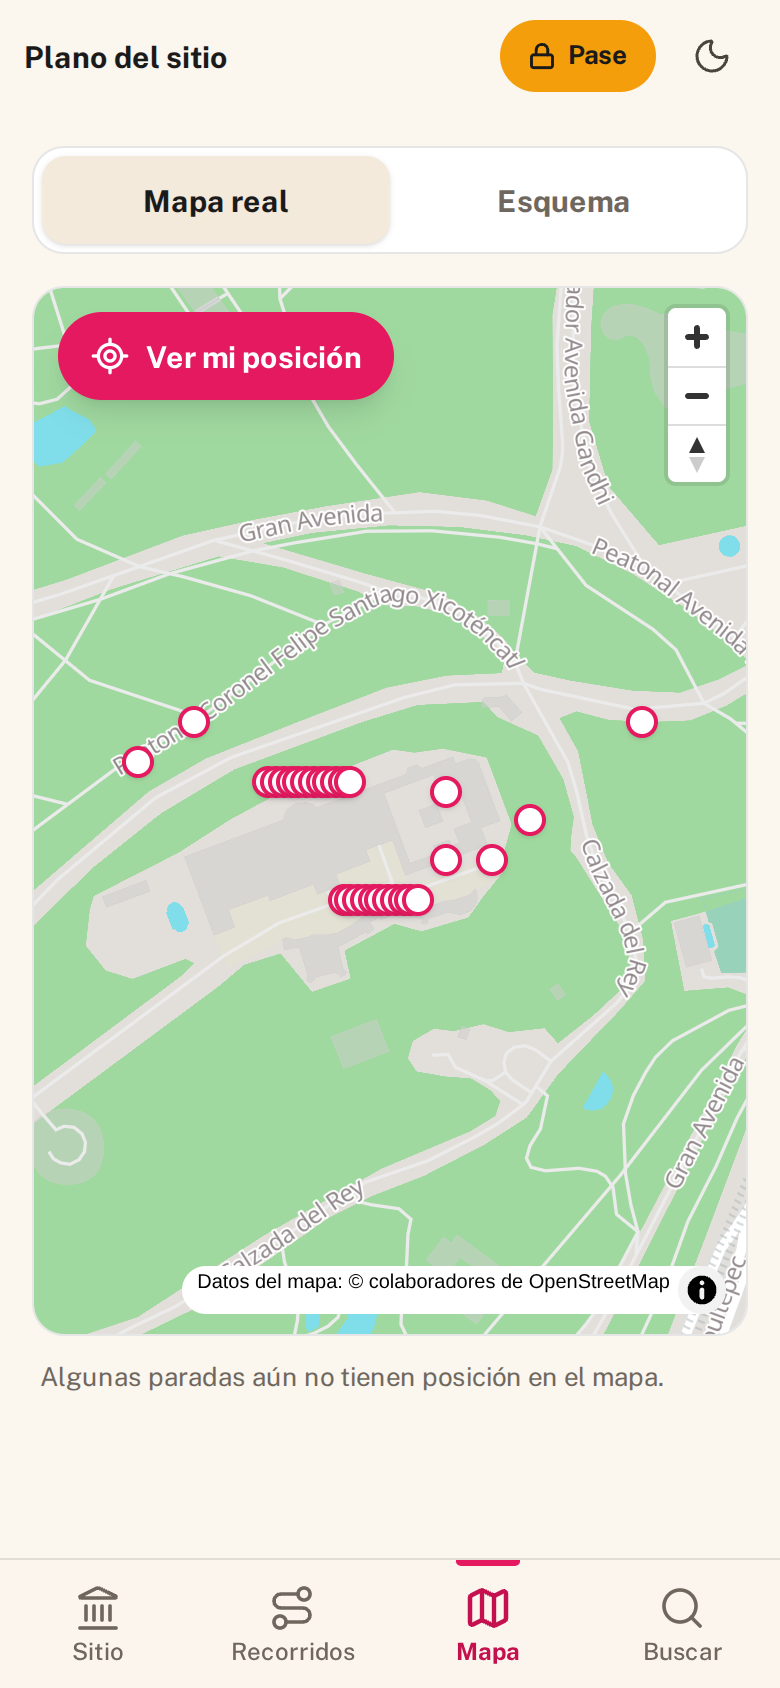 Plano del sitio
Pase
Mapa real
Esquema
Ver mi posición
ador Avenida Gandhi
Gran Avenida
Peatonal Avenida
Coronel Felipe Santiago Xicoténcatl
Calzada del Rey
Gran Avenida
Calzada del Rey
Datos del mapa: © colaboradores de OpenStreetMap
Algunas paradas aún no tienen posición en el mapa.
Sitio
Recorridos
Mapa
Buscar